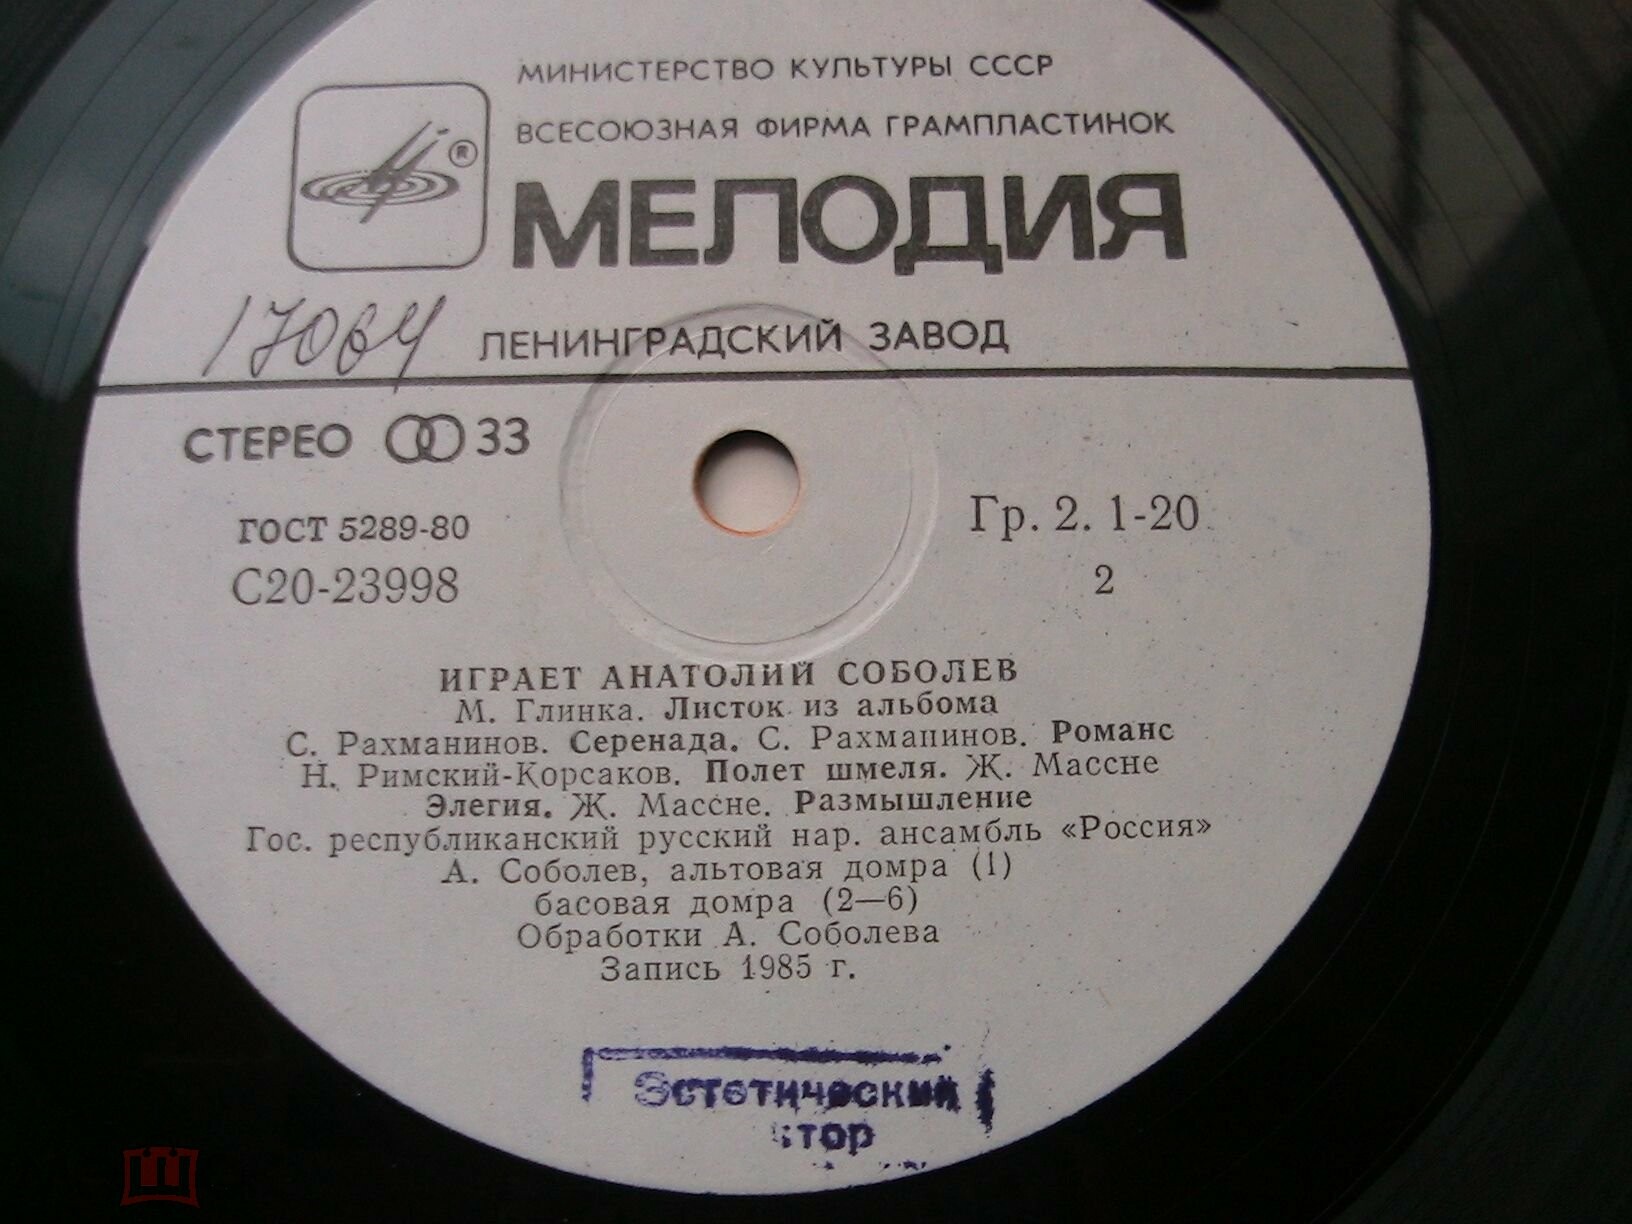 МИНИСТЕРСТВО КУЛЬТУРЫ СССР
ВСЕСОЮЗНАЯ ФИРМА ГРАМПЛАСТИНОК
®
МЕЛОДИЯ
17064
ЛЕНИНГРАДСКИЙ ЗАВОД
СТЕРЕО 33
ГОСТ 5289-80
Гр. 2. 1-20
С20-23998
2
ИГРАЕТ АНАТОЛИЙ СОБОЛЕВ
М. Глинка. Листок из альбома
С. Рахманинов. Серенада. С. Рахманинов. Романс
Н. Римский-Корсаков. Полет шмеля. Ж. Массне
Элегия. Ж. Массне. Размышление
Гос. республиканский русский нар. ансамбль «Россия»
А. Соболев, альтовая домра (1)
басовая домра (2—6)
Обработки А. Соболева
Запись 1985 г.
Эстетический